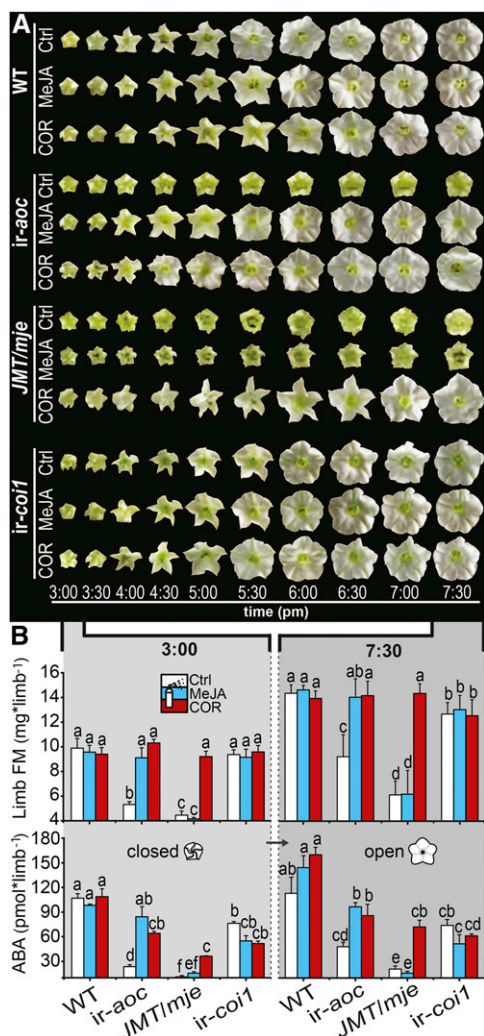 A
WT
Ctrl
MeJA
COR
ir-aoc
Ctrl
MeJA
COR
JMT/mje
Ctrl
MeJA
COR
ir-coi1
Ctrl
MeJA
COR
3:00 3:30 4:00 4:30 5:00 5:30 6:00 6:30 7:00 7:30
time (pm)
B
3:00 7:30
Limb FM (mg*limb-1)
16
14
12
10
8
6
4
Ctrl
MeJA
COR
a a a b a a c c a a a a
a a a c ab a d d a b b b
ABA (pmol*limb-1)
180
150
120
90
60
30
closed open
a a a d ab cb f ef c b cb cb
ab a a cd b b e e cb cb cd cb
WT ir-aoc JMT/mje ir-coi1 WT ir-aoc JMT/mje ir-coi1